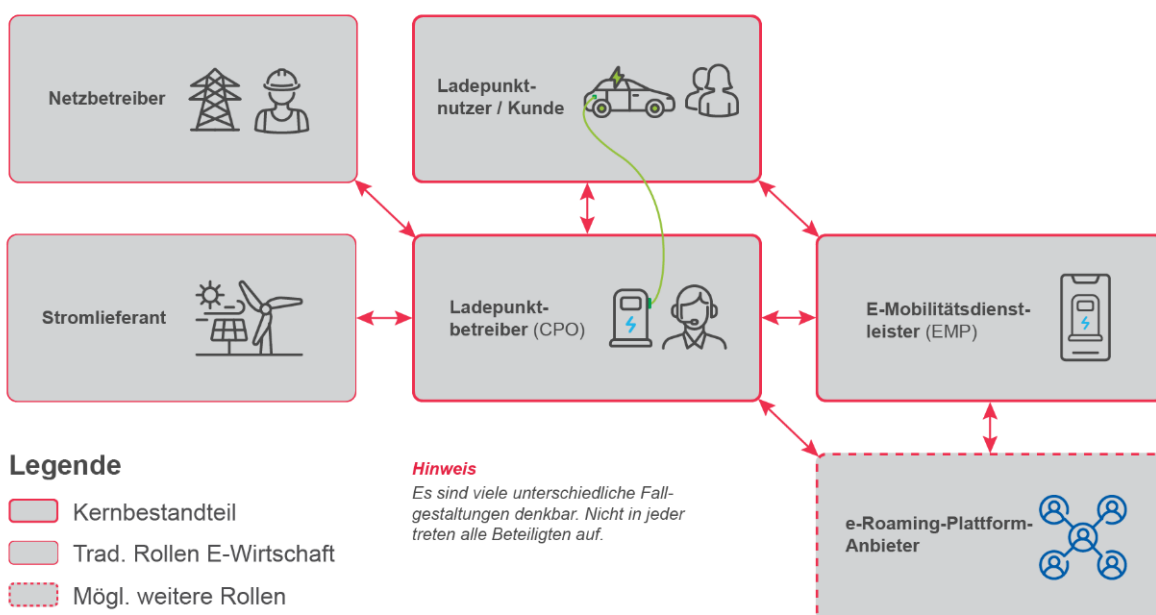 Netzbetreiber
Ladepunkt-
nutzer / Kunde
Stromlieferant
Ladepunkt-
betreiber (CPO)
E-Mobilitätsdienst-
leister (EMP)
Legende
Kernbestandteil
Trad. Rollen E-Wirtschaft
Mögl. weitere Rollen
Hinweis
Es sind viele unterschiedliche Fall-
gestaltungen denkbar. Nicht in jeder
treten alle Beteiligten auf.
e-Roaming-Plattform-
Anbieter